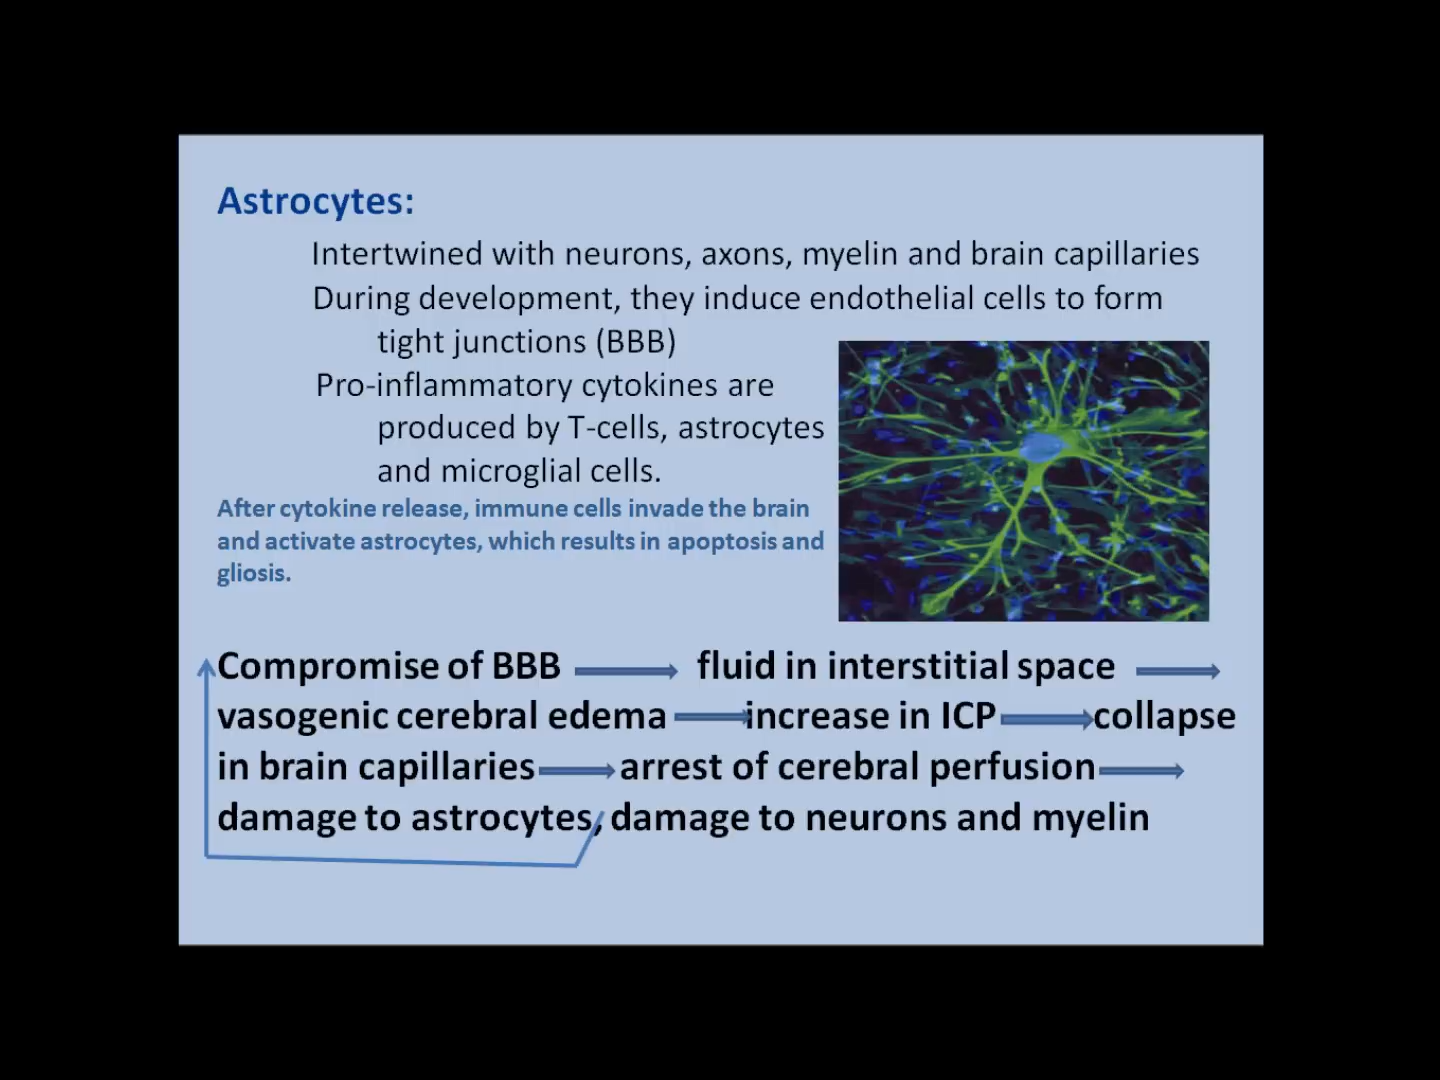 Astrocytes:
Intertwined with neurons, axons, myelin and brain capillaries
During development, they induce endothelial cells to form
tight junctions (BBB)
Pro-inflammatory cytokines are
produced by T-cells, astrocytes
and microglial cells.
After cytokine release, immune cells invade the brain
and activate astrocytes, which results in apoptosis and
gliosis.
Compromise of BBB fluid in interstitial space
vasogenic cerebral edema increase in ICP collapse
in brain capillaries arrest of cerebral perfusion
damage to astrocytes, damage to neurons and myelin